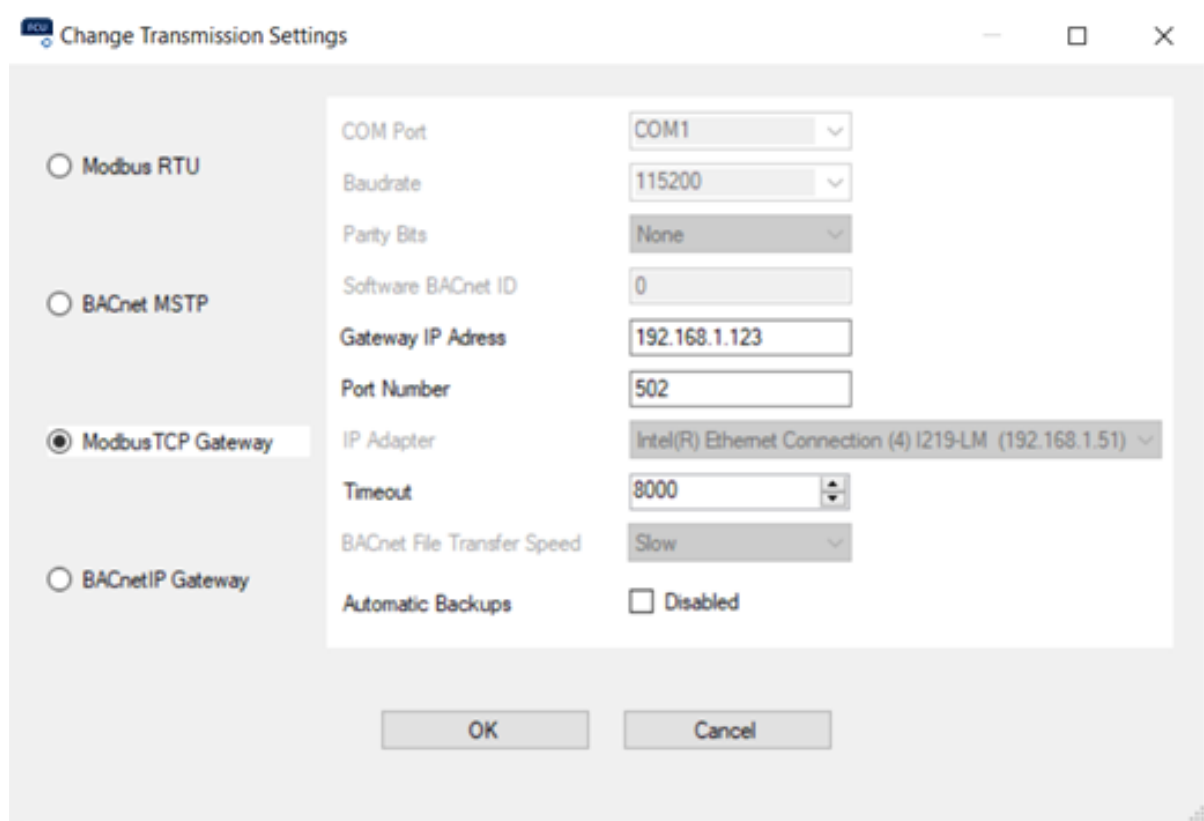 FCU
Change Transmission Settings
Modbus RTU
BACnet MSTP
ModbusTCP Gateway
BACnetIP Gateway
COM Port COM1
Baudrate 115200
Parity Bits None
Software BACnet ID 0
Gateway IP Adress 192.168.1.123
Port Number 502
IP Adapter Intel(R) Ethernet Connection (4) I219-LM (192.168.1.51)
Timeout 8000
BACnet File Transfer Speed Slow
Automatic Backups Disabled
OK Cancel